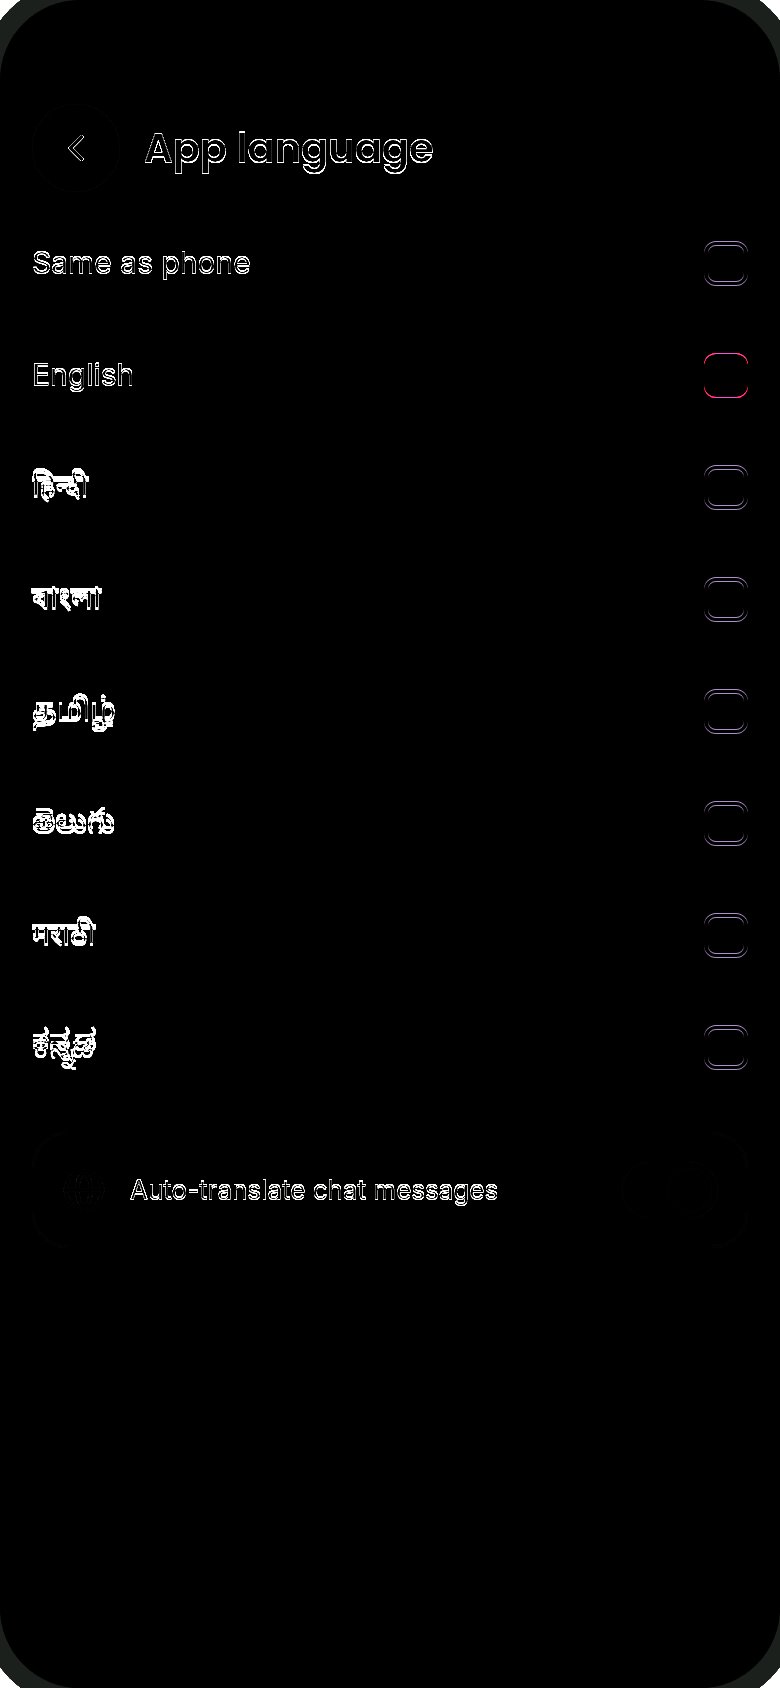 App language
Same as phone
English
हिन्दी
বাংলা
தமிழ்
తెలుగు
मराठी
ಕನ್ನಡ
Auto-translate chat messages